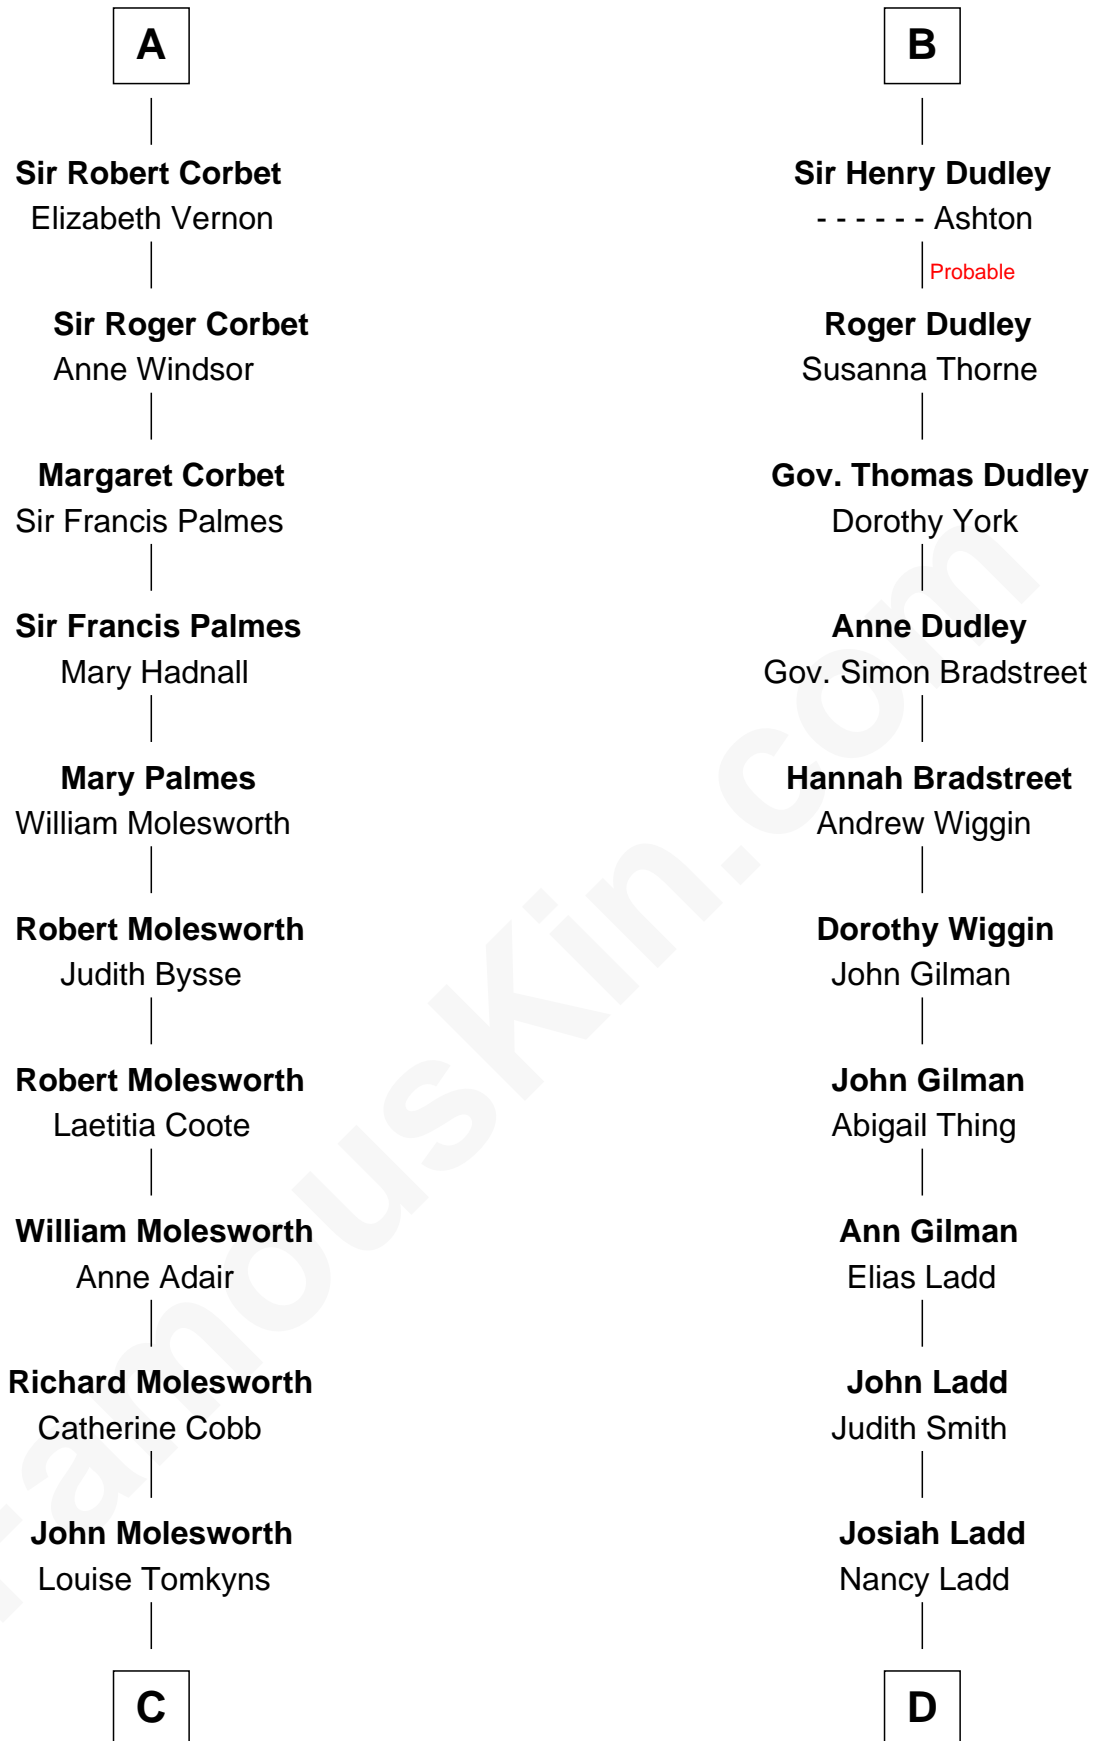 A
Sir Robert Corbet
Elizabeth Vernon
Sir Roger Corbet
Anne Windsor
Margaret Corbet
Sir Francis Palmes
Sir Francis Palmes
Mary Hadnall
Mary Palmes
William Molesworth
Robert Molesworth
Judith Bysse
Robert Molesworth
Laetitia Coote
William Molesworth
Anne Adair
Richard Molesworth
Catherine Cobb
John Molesworth
Louise Tomkyns
C
B
Sir Henry Dudley
- - - - - - Ashton
Probable
Roger Dudley
Susanna Thorne
Gov. Thomas Dudley
Dorothy York
Anne Dudley
Gov. Simon Bradstreet
Hannah Bradstreet
Andrew Wiggin
Dorothy Wiggin
John Gilman
John Gilman
Abigail Thing
Ann Gilman
Elias Ladd
John Ladd
Judith Smith
Josiah Ladd
Nancy Ladd
D
FamousKin.com